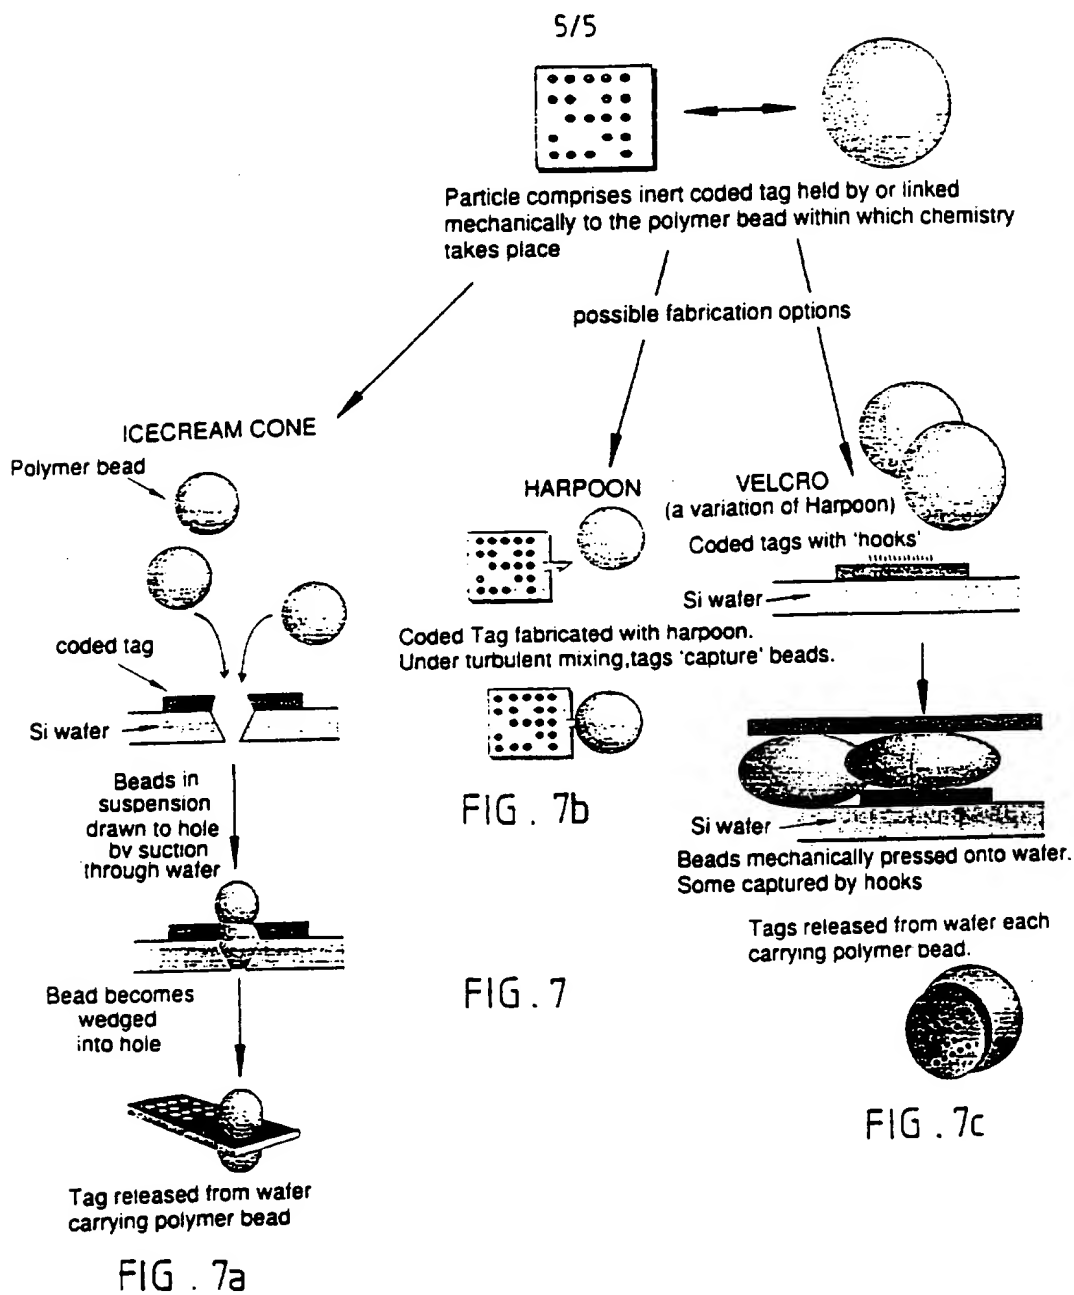 5/5
Particle comprises inert coded tag held by or linked
mechanically to the polymer bead within which chemistry
takes place
possible fabrication options
ICECREAM CONE
Polymer bead
coded tag
Si wafer
Beads in
suspension
drawn to hole
by suction
through wafer
Bead becomes
wedged
into hole
Tag released from wafer
carrying polymer bead
FIG. 7a
HARPOON
Coded Tag fabricated with harpoon.
Under turbulent mixing,tags 'capture' beads.
FIG. 7b
FIG. 7
VELCRO
(a variation of Harpoon)
Coded tags with 'hooks'
Si wafer
Si wafer
Beads mechanically pressed onto wafer.
Some captured by hooks
Tags released from wafer each
carrying polymer bead.
FIG. 7c